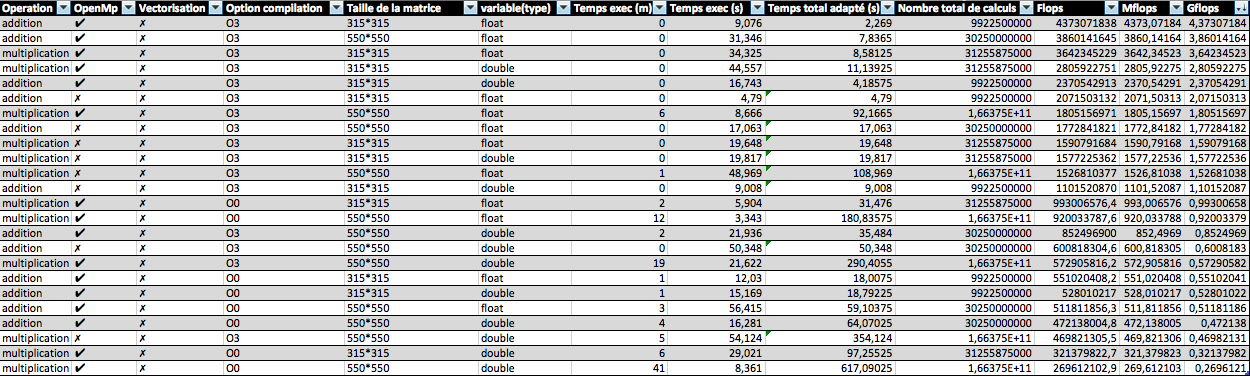 Operation OpenMp Vectorisation Option compilation Taille de la matrice variable(type) Temps exec (m) Temps exec (s) Temps total adapté (s) Nombre total de calculs Flops Mflops Gflops
addition ✔ ✗ O3 315*315 float 0 9,076 2,269 9922500000 4373071838 4373,07184 4,37307184
addition ✔ ✗ O3 550*550 float 0 31,346 7,8365 30250000000 3860141645 3860,14164 3,86014164
multiplication ✔ ✗ O3 315*315 float 0 34,325 8,58125 31255875000 3642345229 3642,34523 3,64234523
multiplication ✔ ✗ O3 315*315 double 0 44,557 11,13925 31255875000 2805922751 2805,92275 2,80592275
addition ✔ ✗ O3 315*315 double 0 16,743 4,18575 9922500000 2370542913 2370,54291 2,37054291
addition ✗ ✗ O3 315*315 float 0 4,79 4,79 9922500000 2071503132 2071,50313 2,07150313
multiplication ✔ ✗ O3 550*550 float 6 8,666 92,1665 1,66375E+11 1805156971 1805,15697 1,80515697
addition ✗ ✗ O3 550*550 float 0 17,063 17,063 30250000000 1772841821 1772,84182 1,77284182
multiplication ✗ ✗ O3 315*315 float 0 19,648 19,648 31255875000 1590791684 1590,79168 1,59079168
multiplication ✗ ✗ O3 315*315 double 0 19,817 19,817 31255875000 1577225362 1577,22536 1,57722536
multiplication ✗ ✗ O3 550*550 float 1 48,969 108,969 1,66375E+11 1526810377 1526,81038 1,52681038
addition ✗ ✗ O3 315*315 double 0 9,008 9,008 9922500000 1101520870 1101,52087 1,10152087
multiplication ✔ ✗ O0 315*315 float 2 5,904 31,476 31255875000 993006576,4 993,006576 0,99300658
multiplication ✔ ✗ O0 550*550 float 12 3,343 180,83575 1,66375E+11 920033787,6 920,033788 0,92003379
addition ✔ ✗ O3 550*550 double 2 21,936 35,484 30250000000 852496900 852,4969 0,8524969
addition ✗ ✗ O3 550*550 double 0 50,348 50,348 30250000000 600818304,6 600,818305 0,6008183
multiplication ✔ ✗ O3 550*550 double 19 21,622 290,4055 1,66375E+11 572905816,2 572,905816 0,57290582
addition ✔ ✗ O0 315*315 float 1 12,03 18,0075 9922500000 551020408,2 551,020408 0,55102041
addition ✔ ✗ O0 315*315 double 1 15,169 18,79225 9922500000 528010217 528,010217 0,52801022
addition ✔ ✗ O0 550*550 float 3 56,415 59,10375 30250000000 511811856,3 511,811856 0,51181186
addition ✔ ✗ O0 550*550 double 4 16,281 64,07025 30250000000 472138004,8 472,138005 0,472138
multiplication ✗ ✗ O3 550*550 double 5 54,124 354,124 1,66375E+11 469821305,5 469,821306 0,46982131
multiplication ✔ ✗ O0 315*315 double 6 29,021 97,25525 31255875000 321379822,7 321,379823 0,32137982
multiplication ✔ ✗ O0 550*550 double 41 8,361 617,09025 1,66375E+11 269612102,9 269,612103 0,2696121